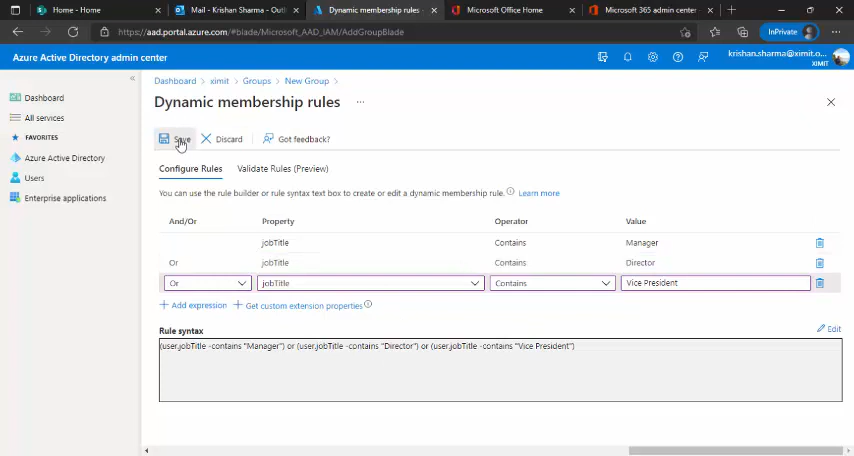 Home - Home
Mail - Krishan Sharma - Outl
Dynamic membership rules -
Microsoft Office Home
Microsoft 365 admin center
https://aad.portal.azure.com/#blade/Microsoft_AAD_IAM/AddGroupBlade
InPrivate
Azure Active Directory admin center
krishan.sharma@ximit.o...
XIMIT
Dashboard
All services
FAVORITES
Azure Active Directory
Users
Enterprise applications
Dashboard > ximit > Groups > New Group >
Dynamic membership rules ...
Save Discard Got feedback?
Configure Rules Validate Rules (Preview)
You can use the rule builder or rule syntax text box to create or edit a dynamic membership rule. Learn more
And/Or Property Operator Value
jobTitle Contains Manager
Or jobTitle Contains Director
Or jobTitle Contains Vice President
+ Add expression + Get custom extension properties
Rule syntax
Edit
(user.jobTitle -contains "Manager") or (user.jobTitle -contains "Director") or (user.jobTitle -contains "Vice President")